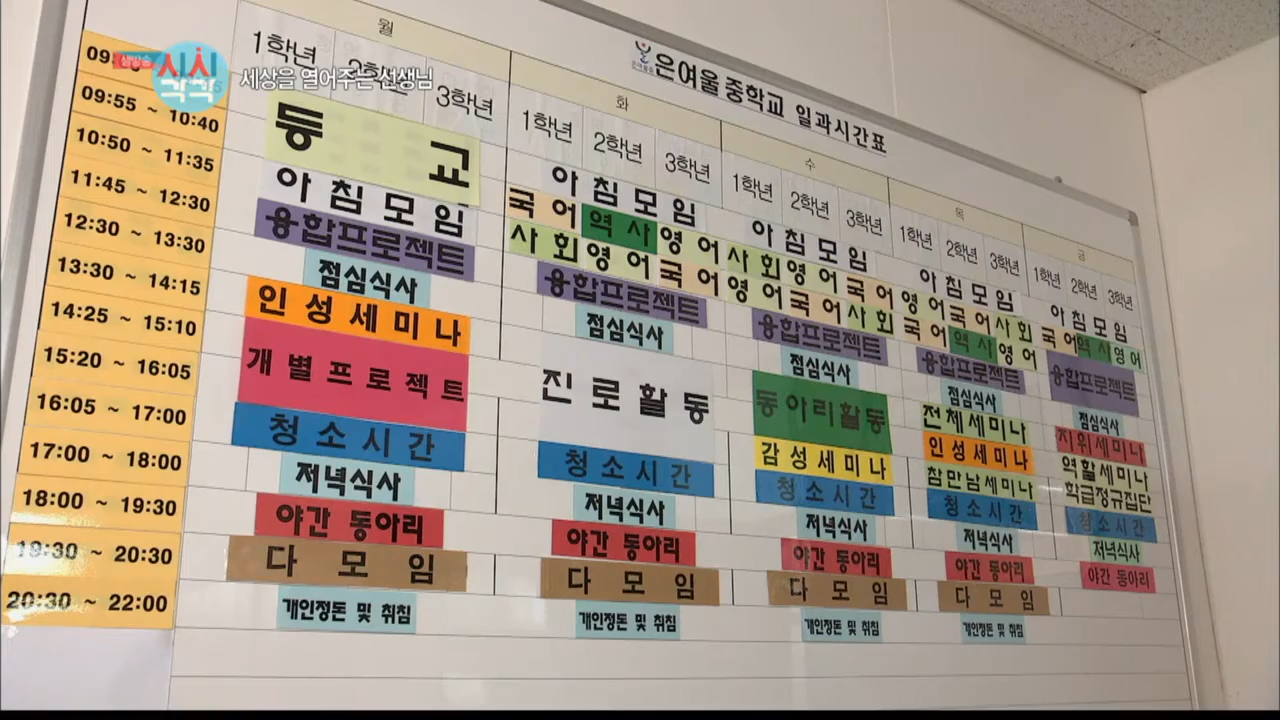 생방송
시시각각
세상을 열어주는 선생님
은여울중학교 일과시간표
월 화 수 목 금
1학년 2학년 3학년 1학년 2학년 3학년 1학년 2학년 3학년 1학년 2학년 3학년 1학년 2학년 3학년
09:55 ~ 10:40
10:50 ~ 11:35
11:45 ~ 12:30
12:30 ~ 13:30
13:30 ~ 14:15
14:25 ~ 15:10
15:20 ~ 16:05
16:05 ~ 17:00
17:00 ~ 18:00
18:00 ~ 19:30
19:30 ~ 20:30
20:30 ~ 22:00
등교
아침모임
융합프로젝트
점심식사
인성세미나
개별프로젝트
청소시간
저녁식사
야간 동아리
다모임
개인정돈 및 취침
아침모임
국어 역사 영어
사회 영어 국어
융합프로젝트
점심식사
진로활동
청소시간
저녁식사
야간 동아리
다모임
개인정돈 및 취침
아침모임
사회 영어 국어
영어 국어 사회
융합프로젝트
점심식사
동아리활동
감성세미나
청소시간
저녁식사
야간 동아리
다모임
개인정돈 및 취침
아침모임
영어 국어 사회
국어 역사 영어
융합프로젝트
점심식사
전체세미나
인성세미나
참만남세미나
청소시간
저녁식사
야간 동아리
다모임
개인정돈 및 취침
아침모임
국어 역사 영어
융합프로젝트
점심식사
지휘세미나
역할세미나
학급정규집단
청소시간
저녁식사
야간 동아리